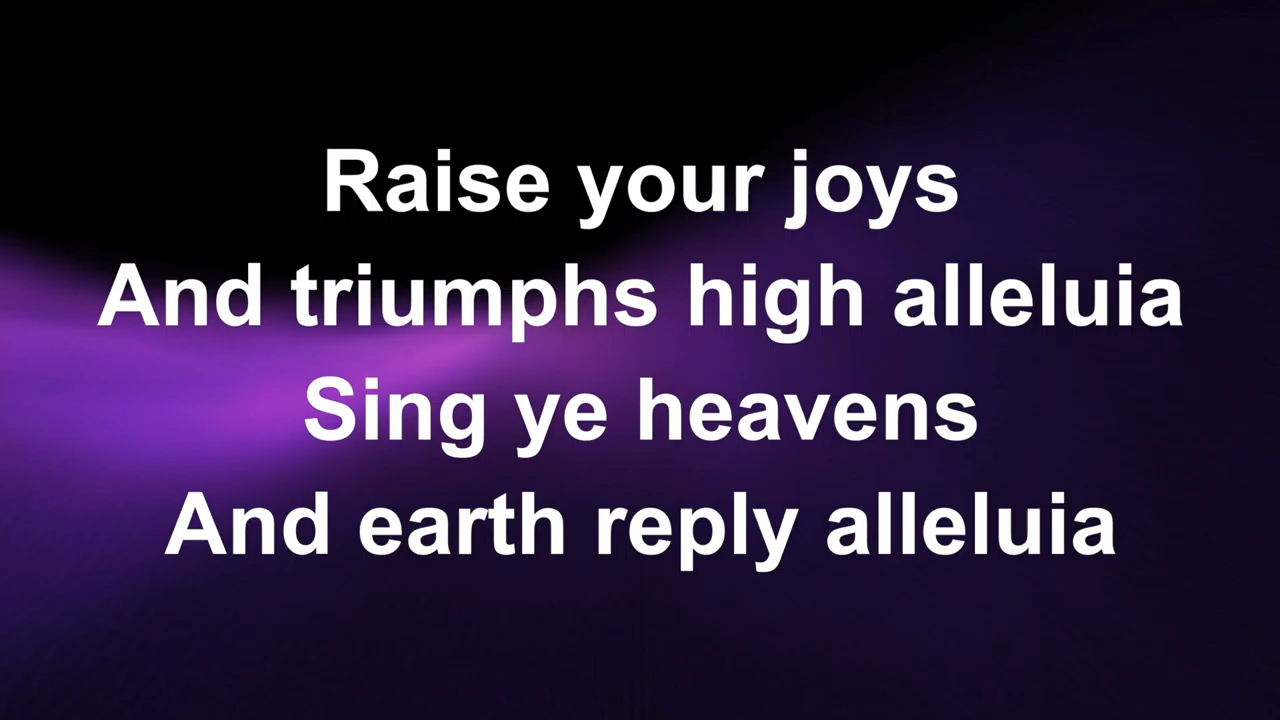 Raise your joys
And triumphs high alleluia
Sing ye heavens
And earth reply alleluia